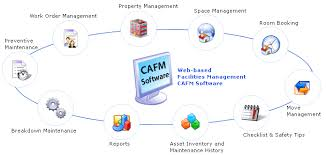 Property Management
Work Order Management
Space Management
Room Booking
Preventive
Maintenance
CAFM
Software
Web-based
Facilities Management
CAFM Software
Move
Management
Breakdown Maintenance
Checklist & Safety Tips
Reports
Asset Inventory and
Maintenance History